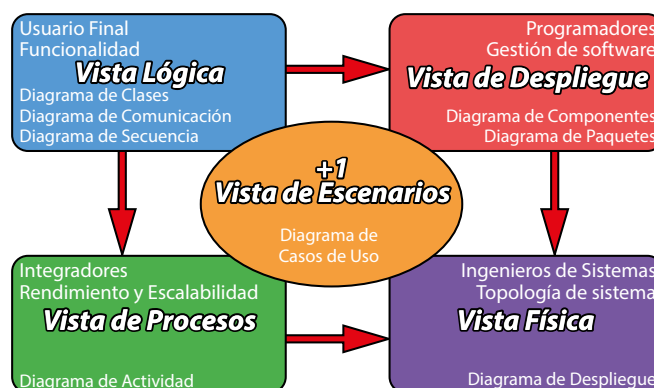 Usuario Final
Funcionalidad
Vista Lógica
Diagrama de Clases
Diagrama de Comunicación
Diagrama de Secuencia
Programadores
Gestión de software
Vista de Despliegue
Diagrama de Componentes
Diagrama de Paquetes
+1
Vista de Escenarios
Diagrama de
Casos de Uso
Integradores
Rendimiento y Escalabilidad
Vista de Procesos
Diagrama de Actividad
Ingenieros de Sistemas
Topología de sistema
Vista Física
Diagrama de Despliegue